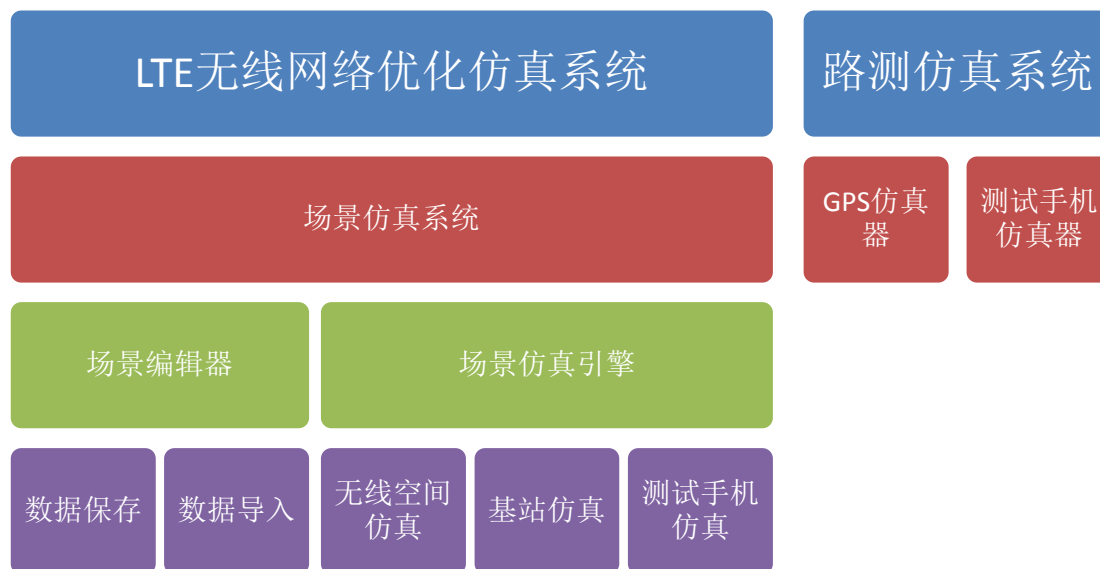 LTE无线网络优化仿真系统
路测仿真系统
场景仿真系统
GPS仿真
器
测试手机
仿真器
场景编辑器
场景仿真引擎
数据保存
数据导入
无线空间
仿真
基站仿真
测试手机
仿真